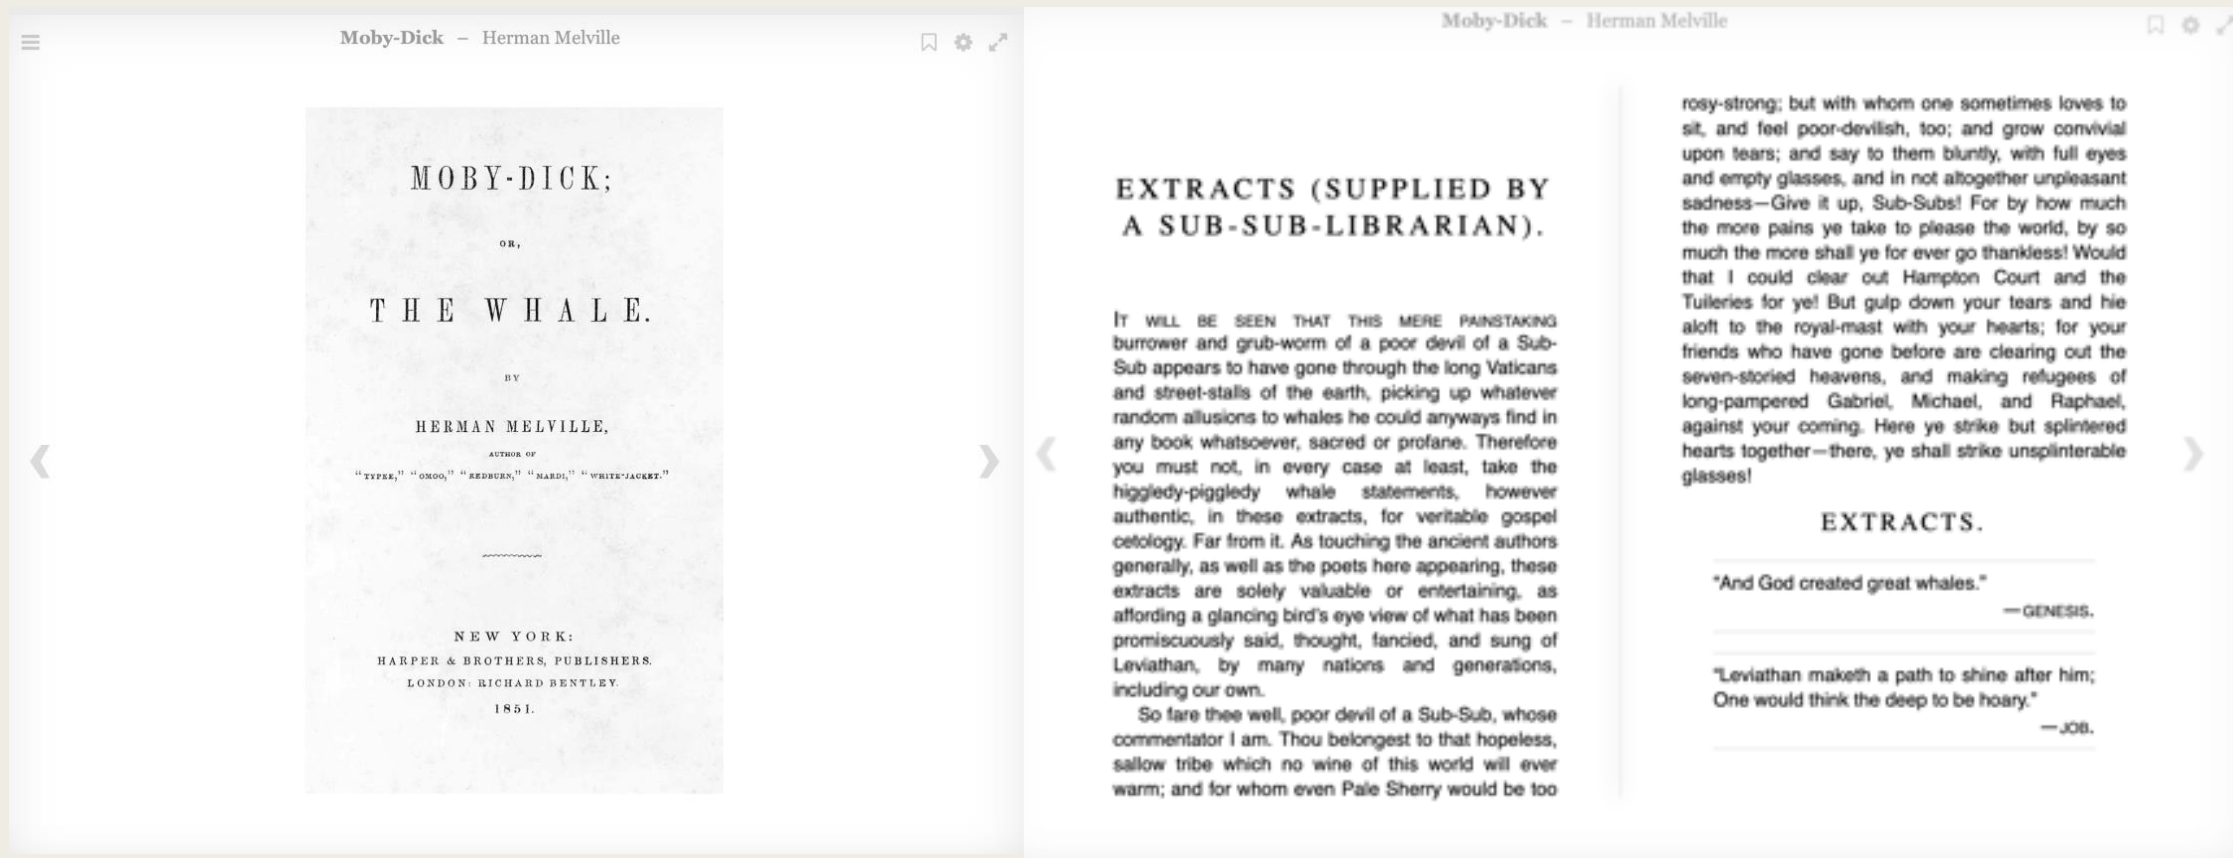 Moby-Dick – Herman Melville
MOBY-DICK;
OR,
THE WHALE.
BY
HERMAN MELVILLE,
AUTHOR OF
“TYPEE,” “OMOO,” “REDBURN,” “MARDI,” “WHITE-JACKET.”
NEW YORK:
HARPER & BROTHERS, PUBLISHERS.
LONDON: RICHARD BENTLEY.
1851.
Moby-Dick – Herman Melville
EXTRACTS (SUPPLIED BY
A SUB-SUB-LIBRARIAN).
IT WILL BE SEEN THAT THIS MERE PAINSTAKING
burrower and grub-worm of a poor devil of a Sub-
Sub appears to have gone through the long Vaticans
and street-stalls of the earth, picking up whatever
random allusions to whales he could anyways find in
any book whatsoever, sacred or profane. Therefore
you must not, in every case at least, take the
higgledy-piggledy whale statements, however
authentic, in these extracts, for veritable gospel
cetology. Far from it. As touching the ancient authors
generally, as well as the poets here appearing, these
extracts are solely valuable or entertaining, as
affording a glancing bird’s eye view of what has been
promiscuously said, thought, fancied, and sung of
Leviathan, by many nations and generations,
including our own.
So fare thee well, poor devil of a Sub-Sub, whose
commentator I am. Thou belongest to that hopeless,
sallow tribe which no wine of this world will ever
warm; and for whom even Pale Sherry would be too
rosy-strong; but with whom one sometimes loves to
sit, and feel poor-devilish, too; and grow convivial
upon tears; and say to them bluntly, with full eyes
and empty glasses, and in not altogether unpleasant
sadness—Give it up, Sub-Subs! For by how much
the more pains ye take to please the world, by so
much the more shall ye for ever go thankless! Would
that I could clear out Hampton Court and the
Tuileries for ye! But gulp down your tears and hie
aloft to the royal-mast with your hearts; for your
friends who have gone before are clearing out the
seven-storied heavens, and making refugees of
long-pampered Gabriel, Michael, and Raphael,
against your coming. Here ye strike but splintered
hearts together—there, ye shall strike unsplinterable
glasses!
EXTRACTS.
“And God created great whales.”
—GENESIS.
“Leviathan maketh a path to shine after him;
One would think the deep to be hoary.”
—JOB.